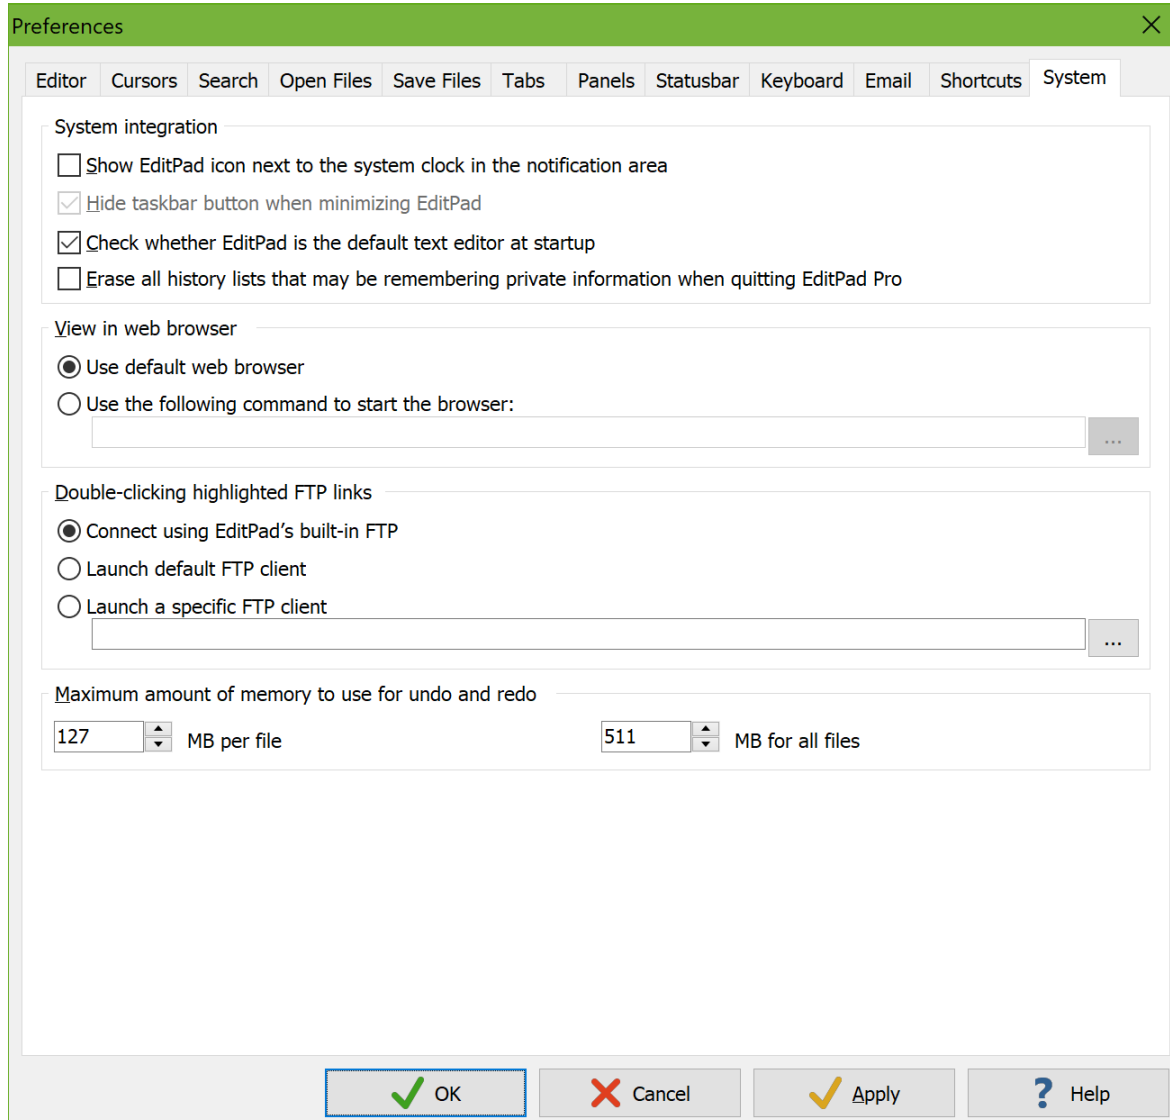 Preferences
Editor Cursors Search Open Files Save Files Tabs Panels Statusbar Keyboard Email Shortcuts System
System integration
Show EditPad icon next to the system clock in the notification area
Hide taskbar button when minimizing EditPad
Check whether EditPad is the default text editor at startup
Erase all history lists that may be remembering private information when quitting EditPad Pro
View in web browser
Use default web browser
Use the following command to start the browser:
...
Double-clicking highlighted FTP links
Connect using EditPad's built-in FTP
Launch default FTP client
Launch a specific FTP client
...
Maximum amount of memory to use for undo and redo
127 MB per file 511 MB for all files
OK Cancel Apply ? Help